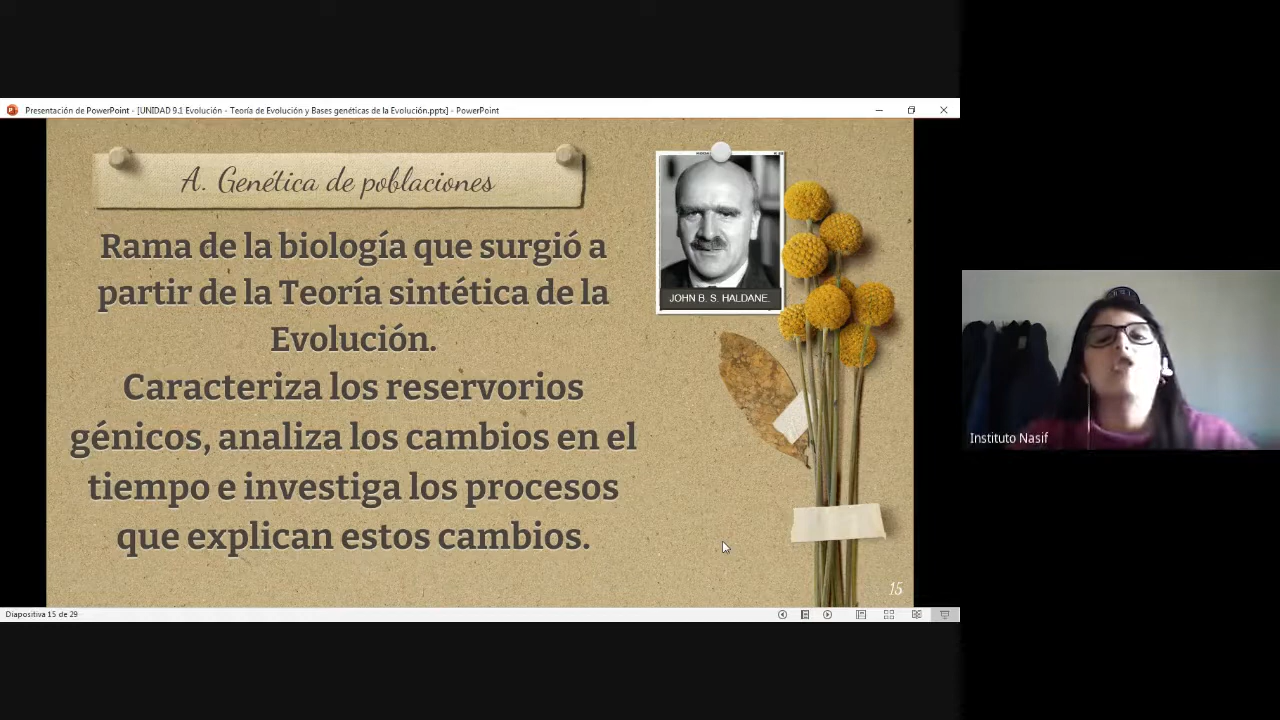 Presentación de PowerPoint - [UNIDAD 9.1 Evolución - Teoría de Evolución y Bases genéticas de la Evolución.pptx] - PowerPoint
A. Genética de poblaciones
Rama de la biología que surgió a
partir de la Teoría sintética de la
Evolución.
Caracteriza los reservorios
génicos, analiza los cambios en el
tiempo e investiga los procesos
que explican estos cambios.
JOHN B. S. HALDANE.
15
Diapositiva 15 de 29
Instituto Nasif